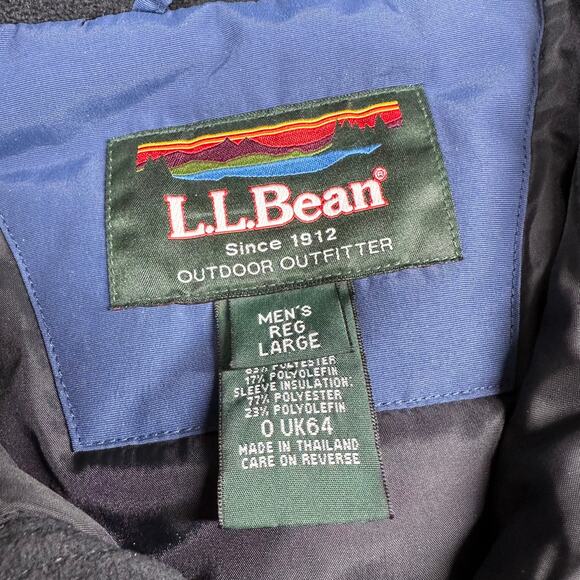 L.L.Bean®
Since 1912
OUTDOOR OUTFITTER
MEN'S
REG
LARGE
83% POLYESTER
17% POLYOLEFIN
SLEEVE INSULATION:
77% POLYESTER
23% POLYOLEFIN
0 UK64
MADE IN THAILAND
CARE ON REVERSE